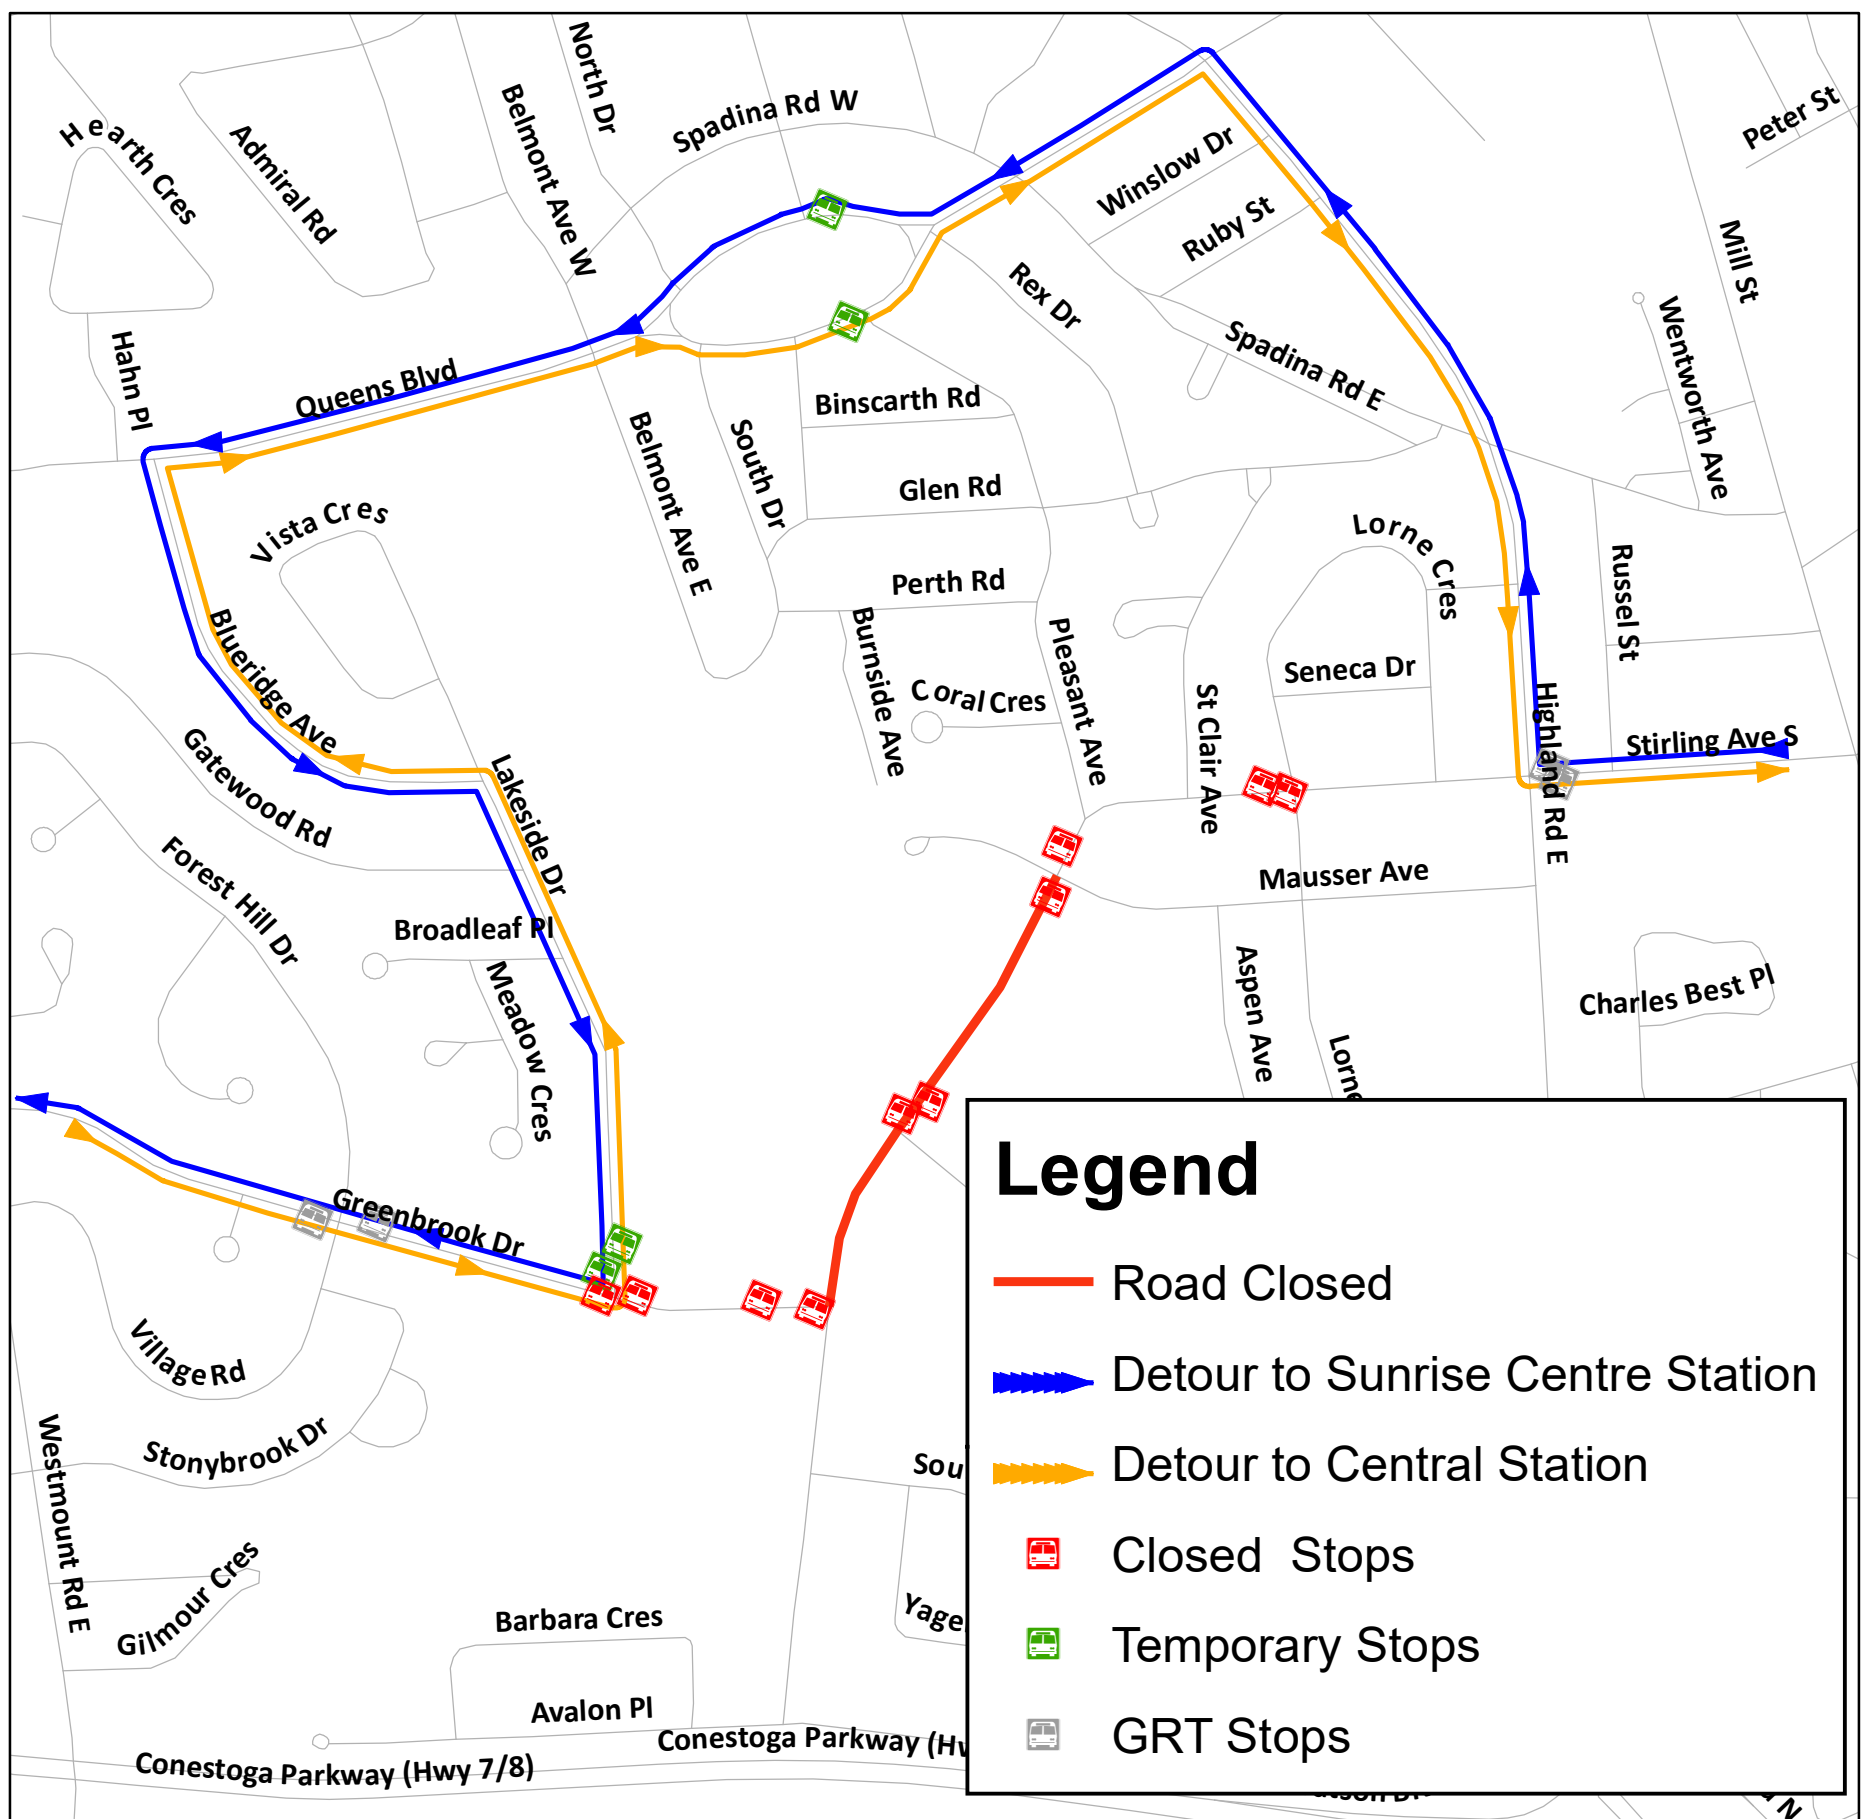 North Dr
Spadina Rd W
Belmont Ave W
Hearth Cres
Admiral Rd
Peter St
Winslow Dr
Ruby St
Mill St
Rex Dr
Hahn Pl
Queens Blvd
Spadina Rd E
Wentworth Ave
Binscarth Rd
Belmont Ave E
South Dr
Glen Rd
Vista Cres
Lorne Cres
Russel St
Perth Rd
Burnside Ave
Pleasant Ave
Blueridge Ave
Coral Cres
Seneca Dr
St Clair Ave
Highland Rd E
Stirling Ave S
Gatewood Rd
Lakeside Dr
Forest Hill Dr
Mausser Ave
Broadleaf Pl
Meadow Cres
Aspen Ave
Charles Best Pl
Lorne
Greenbrook Dr
Village Rd
Stonybrook Dr
Westmount Rd E
Gilmour Cres
Sou
Yage
Barbara Cres
Avalon Pl
Conestoga Parkway (Hw
Conestoga Parkway (Hwy 7/8)
Legend
Road Closed
Detour to Sunrise Centre Station
Detour to Central Station
Closed Stops
Temporary Stops
GRT Stops